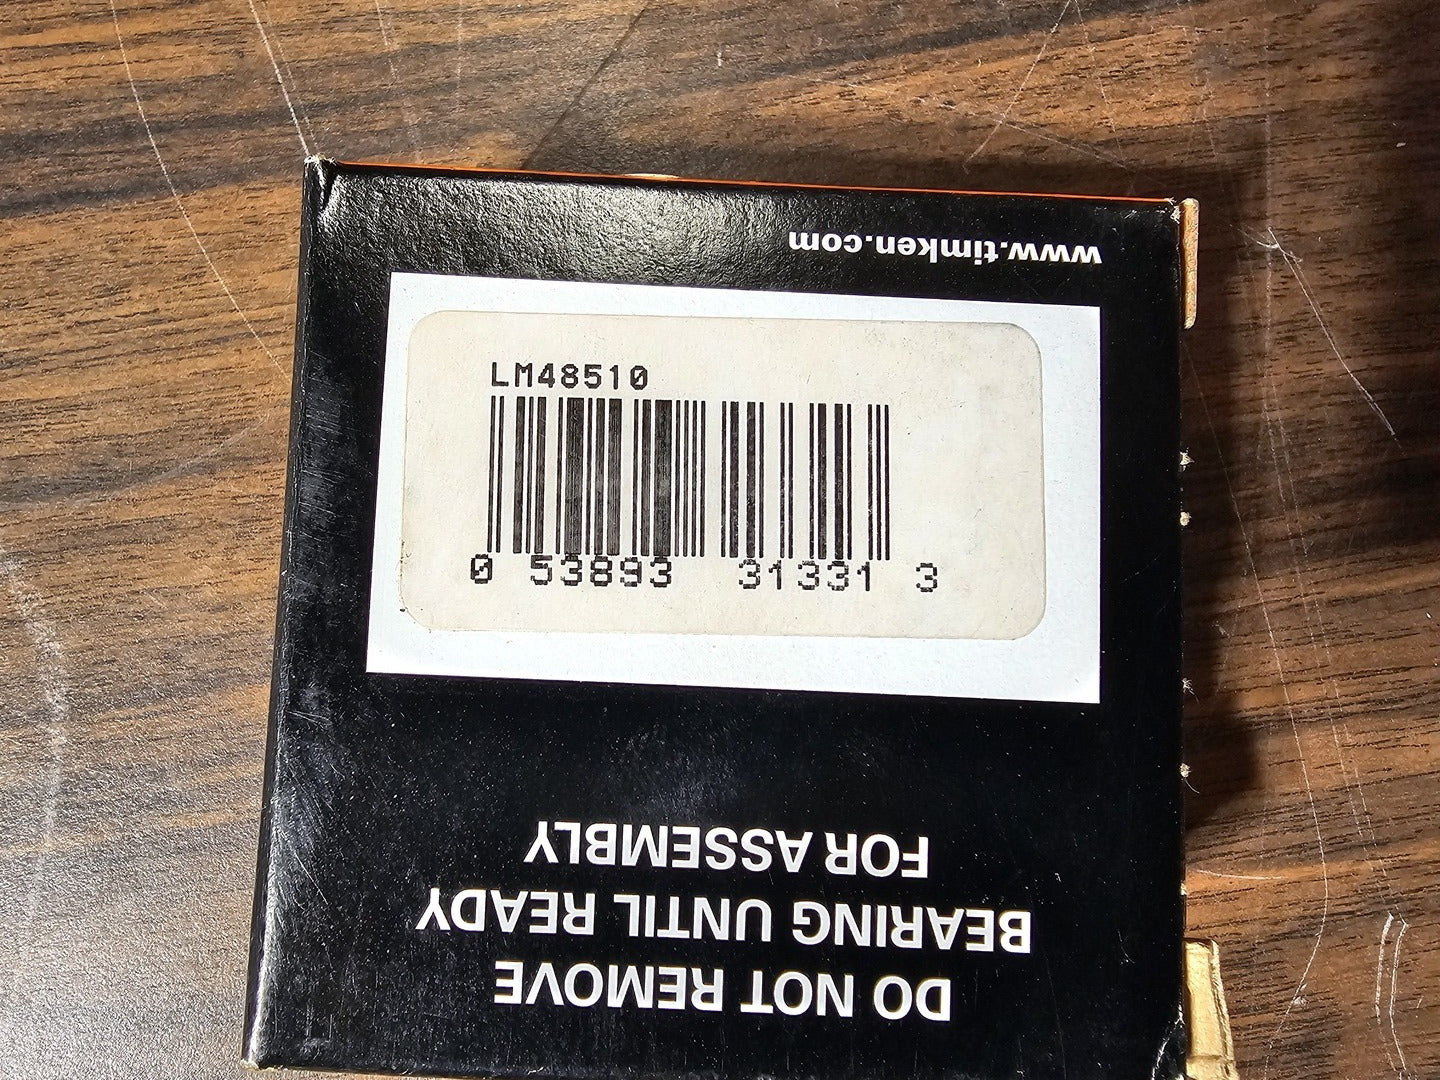 www.timken.com
LM48510
0 53893 31331 3
DO NOT REMOVE
BEARING UNTIL READY
FOR ASSEMBLY